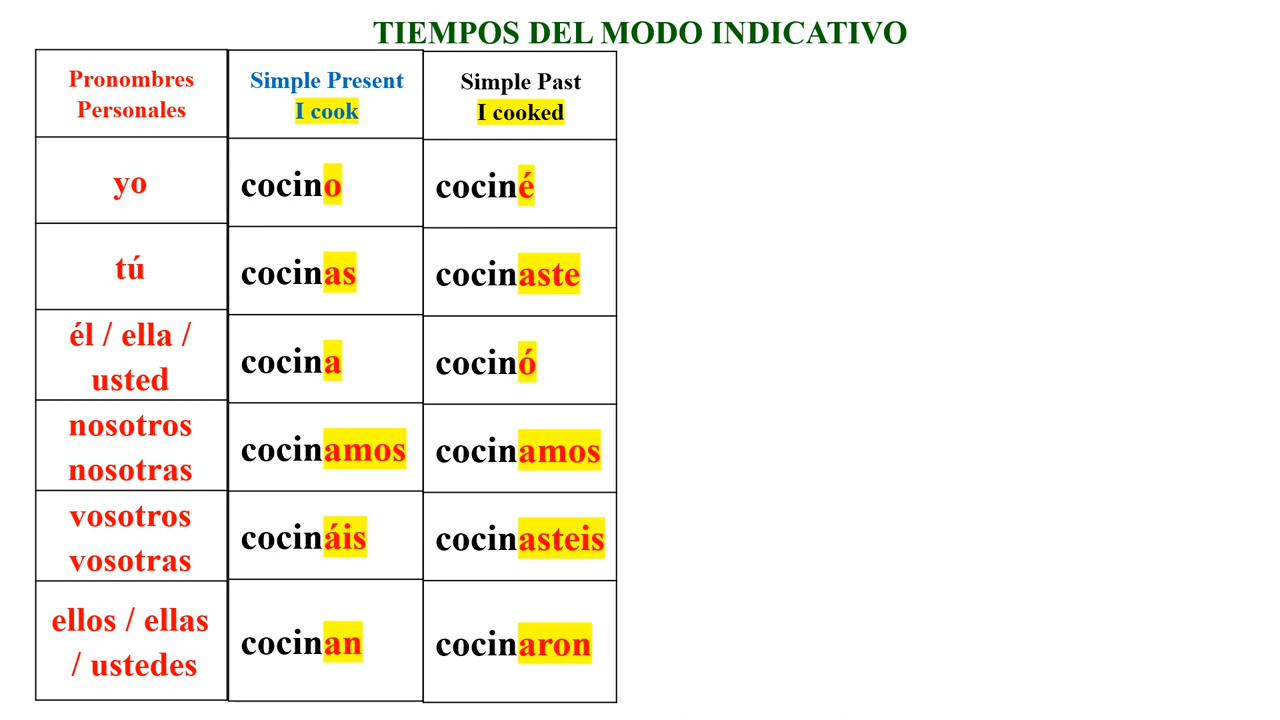 TIEMPOS DEL MODO INDICATIVO
Pronombres
Personales
Simple Present
I cook
Simple Past
I cooked
yo
cocino
cociné
tú
cocinas
cocinaste
él / ella /
usted
cocina
cocinó
nosotros
nosotras
cocinamos
cocinamos
vosotros
vosotras
cocináis
cocinasteis
ellos / ellas
/ ustedes
cocinan
cocinaron